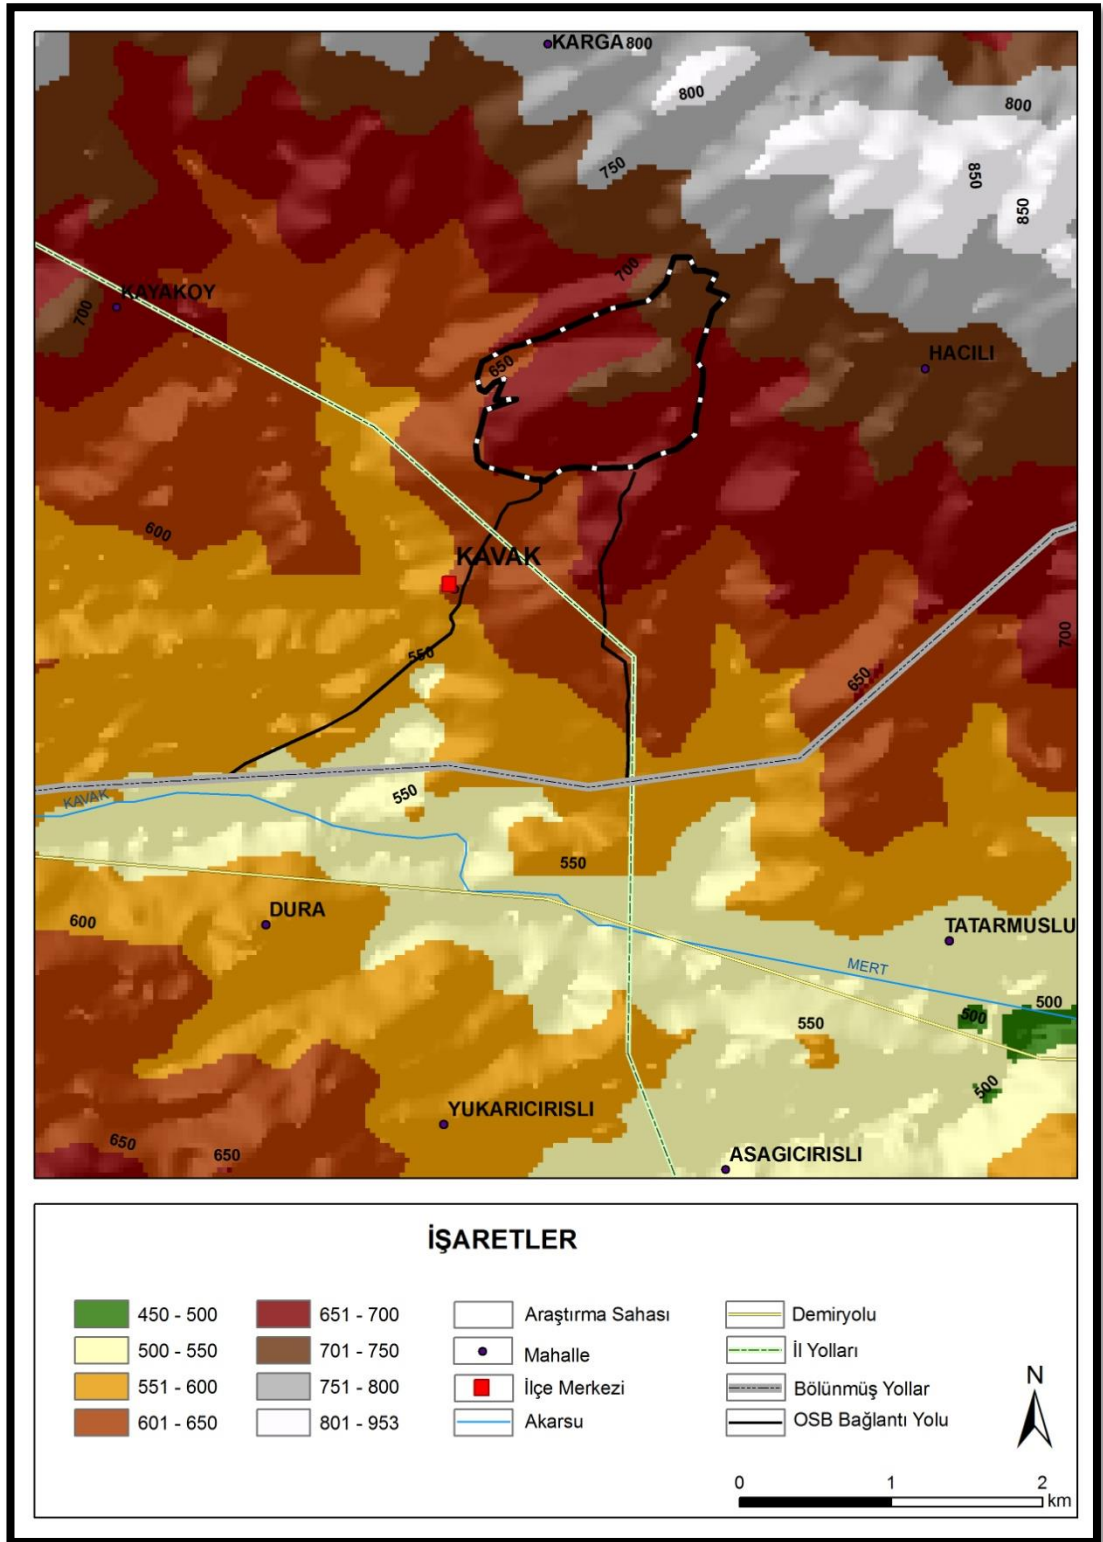 KARGA 800
800
800
750
850
850
700
KAYAKOY
700
HACILI
650
600
KAVAK
700
550
650
KAVAK
550
550
DURA
600
TATARMUSLU
MERT
500
500
550
500
YUKARICIRISLI
650
650
ASAGICIRISLI
İŞARETLER
450 - 500
500 - 550
551 - 600
601 - 650
651 - 700
701 - 750
751 - 800
801 - 953
Araştırma Sahası
Mahalle
İlçe Merkezi
Akarsu
Demiryolu
İl Yolları
Bölünmüş Yollar
OSB Bağlantı Yolu
N
0 1 2
km